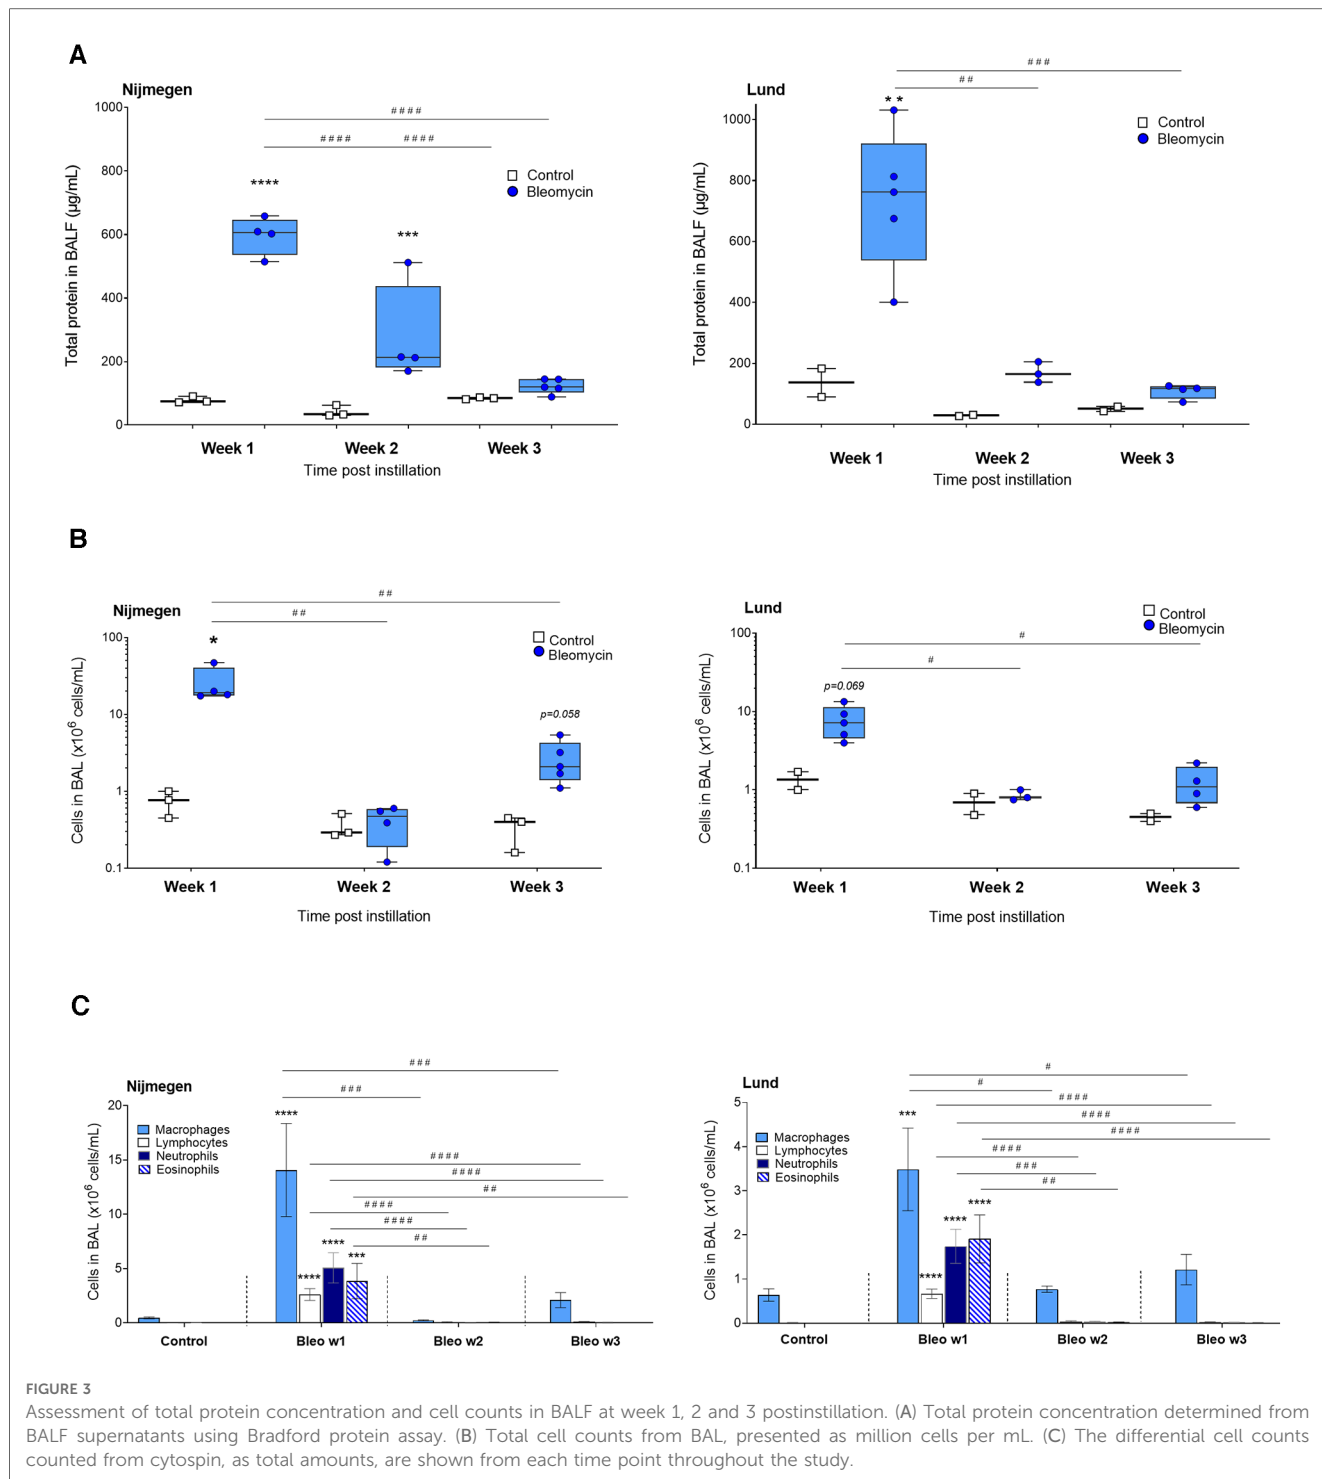 A
Nijmegen
####
####
####
****
***
Control
Bleomycin
1000
800
600
400
200
0
Total protein in BALF (µg/mL)
Week 1
Week 2
Week 3
Time post instillation
Lund
###
##
**
Control
Bleomycin
1000
800
600
400
200
0
Total protein in BALF (µg/mL)
Week 1
Week 2
Week 3
Time post instillation
B
Nijmegen
##
##
*
p=0.058
Control
Bleomycin
100
10
1
0.1
Cells in BAL (x10⁶ cells/mL)
Week 1
Week 2
Week 3
Time post instillation
Lund
#
#
p=0.069
Control
Bleomycin
100
10
1
0.1
Cells in BAL (x10⁶ cells/mL)
Week 1
Week 2
Week 3
Time post instillation
C
Nijmegen
###
###
####
####
##
####
####
##
****
****
****
***
Macrophages
Lymphocytes
Neutrophils
Eosinophils
20
15
10
5
0
Cells in BAL (x10⁶ cells/mL)
Control
Bleo w1
Bleo w2
Bleo w3
Lund
#
#
####
####
####
####
###
##
***
****
****
****
Macrophages
Lymphocytes
Neutrophils
Eosinophils
5
4
3
2
1
0
Cells in BAL (x10⁶ cells/mL)
Control
Bleo w1
Bleo w2
Bleo w3
FIGURE 3
Assessment of total protein concentration and cell counts in BALF at week 1, 2 and 3 postinstillation. (A) Total protein concentration determined from
BALF supernatants using Bradford protein assay. (B) Total cell counts from BAL, presented as million cells per mL. (C) The differential cell counts
counted from cytospin, as total amounts, are shown from each time point throughout the study.